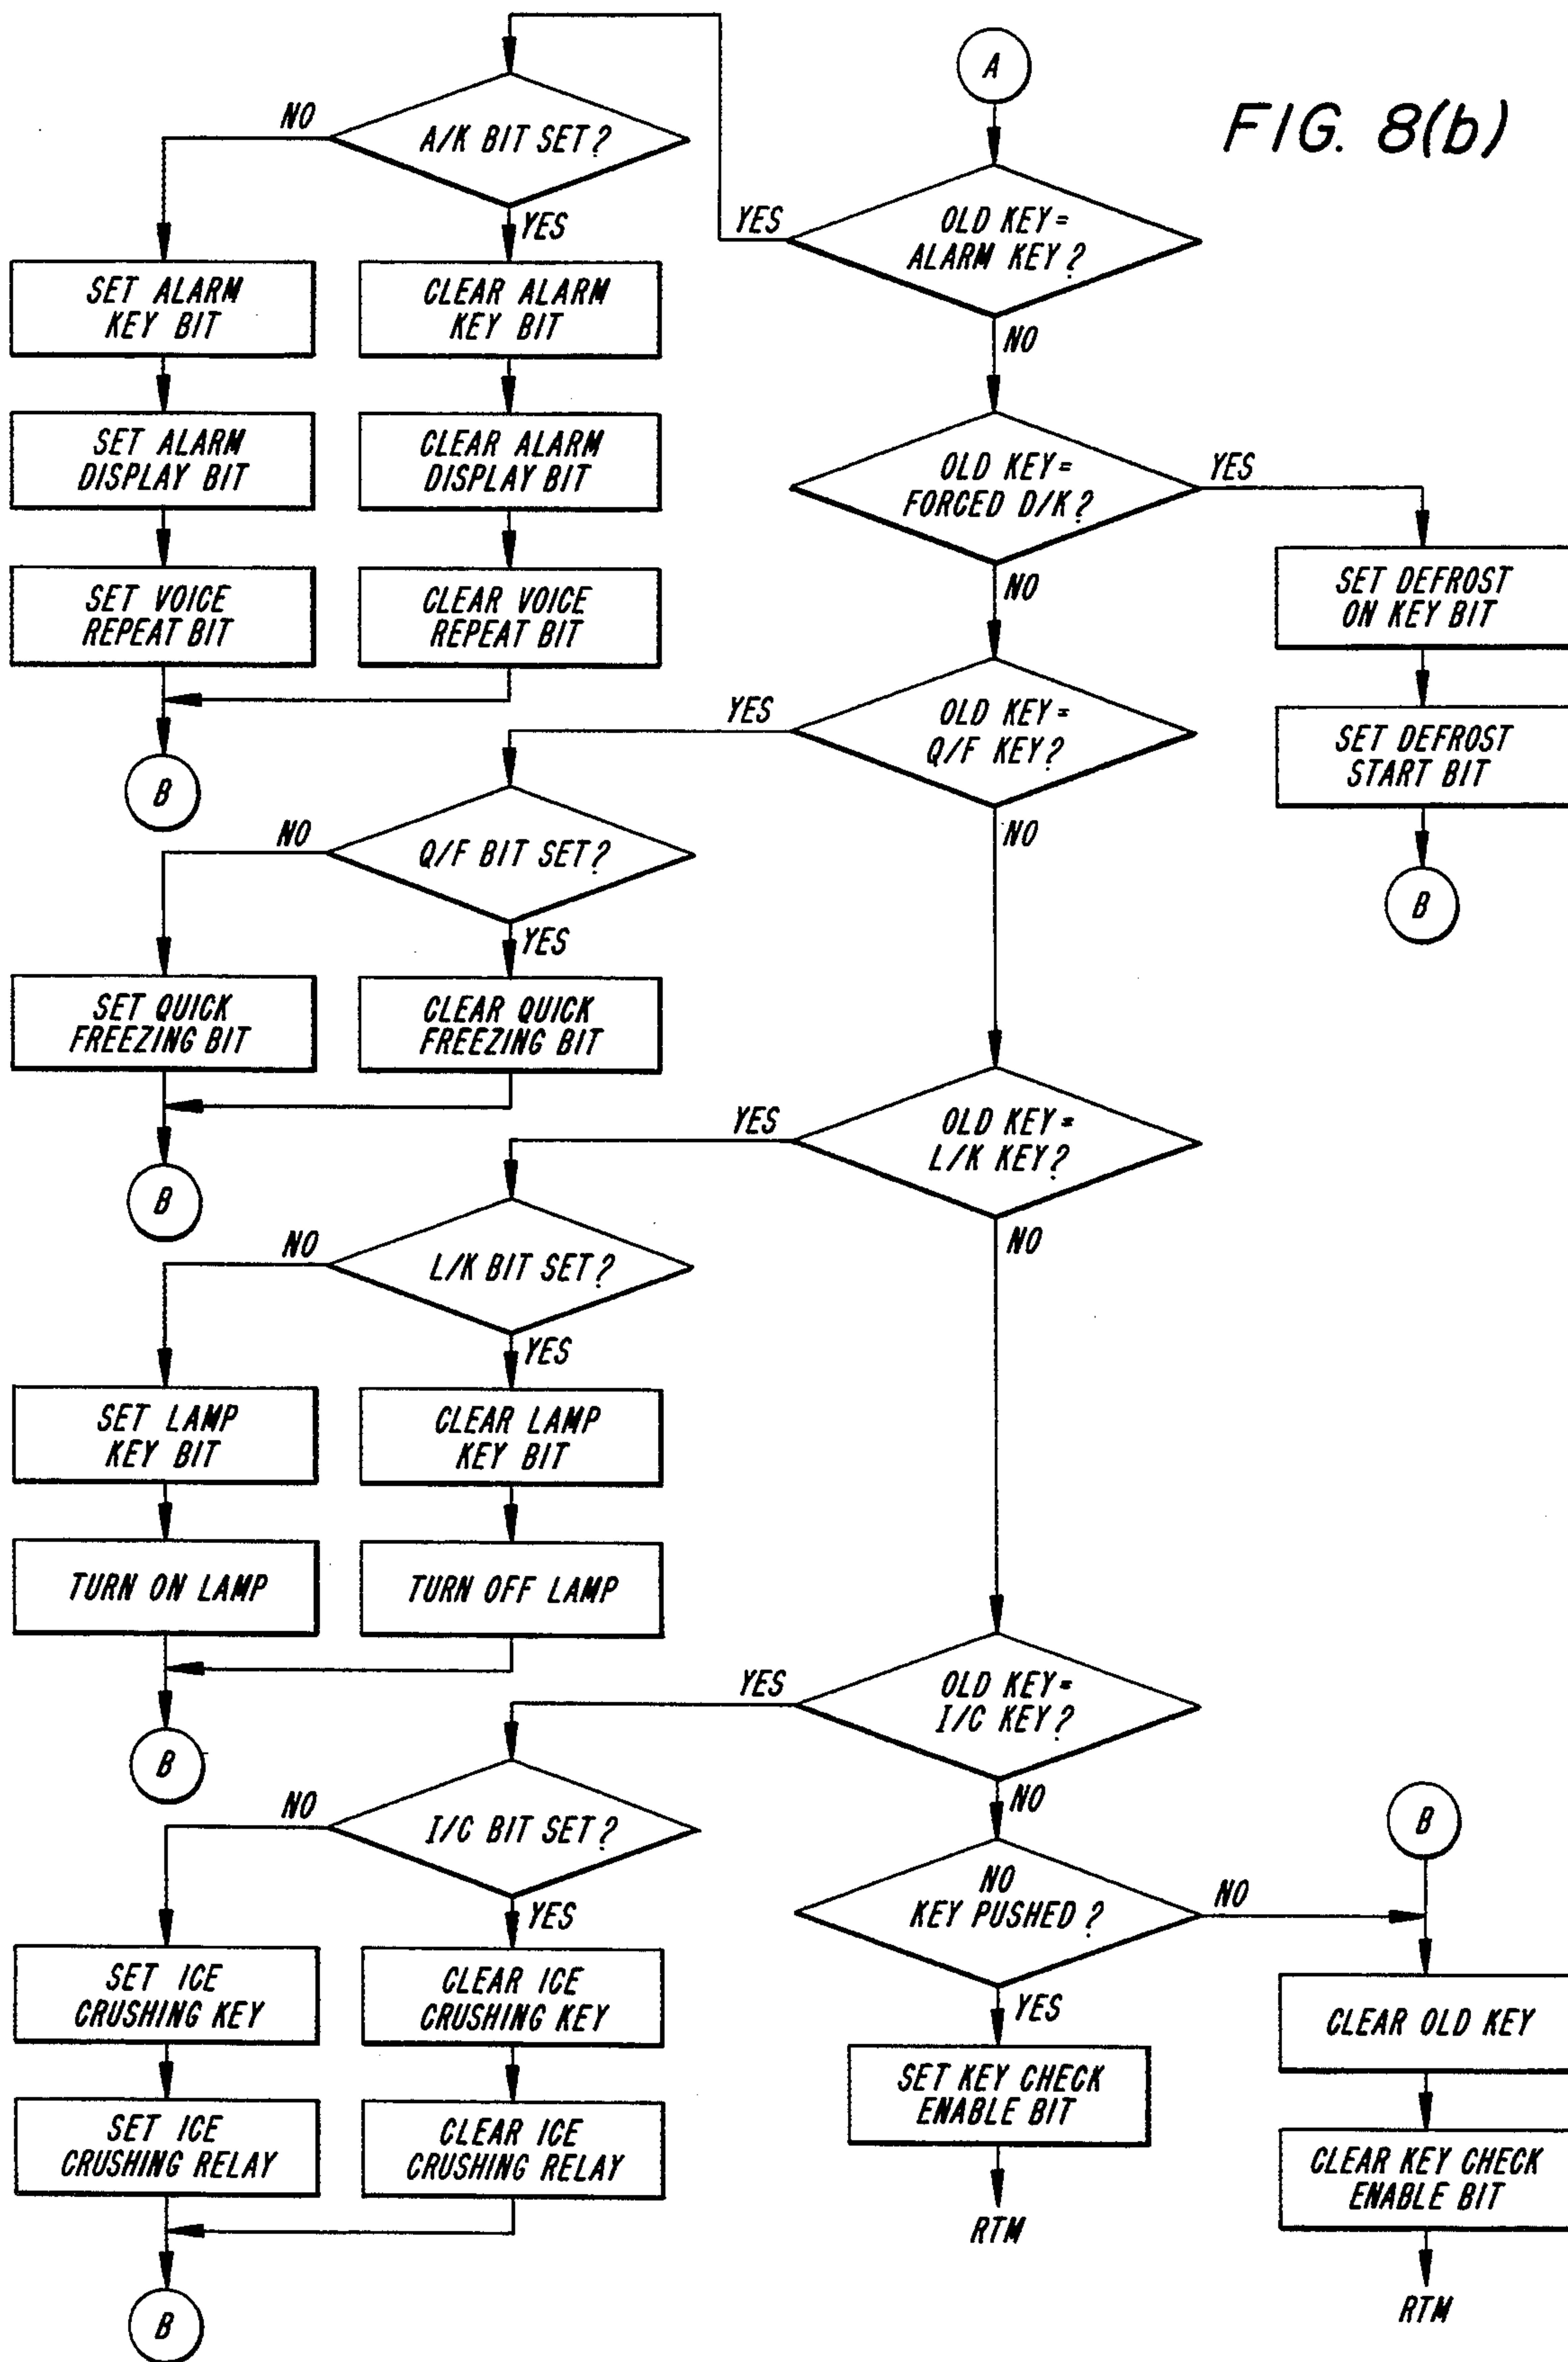 FIG. 8(b)
A
OLD KEY=
ALARM KEY?
YES
NO
A/K BIT SET?
NO
YES
SET ALARM
KEY BIT
CLEAR ALARM
KEY BIT
SET ALARM
DISPLAY BIT
CLEAR ALARM
DISPLAY BIT
SET VOICE
REPEAT BIT
CLEAR VOICE
REPEAT BIT
B
OLD KEY=
FORCED D/K?
YES
NO
SET DEFROST
ON KEY BIT
SET DEFROST
START BIT
B
OLD KEY=
Q/F KEY?
YES
NO
Q/F BIT SET?
NO
YES
SET QUICK
FREEZING BIT
CLEAR QUICK
FREEZING BIT
B
OLD KEY=
L/K KEY?
YES
NO
L/K BIT SET?
NO
YES
SET LAMP
KEY BIT
CLEAR LAMP
KEY BIT
TURN ON LAMP
TURN OFF LAMP
B
OLD KEY=
I/C KEY?
YES
NO
I/C BIT SET?
NO
YES
SET ICE
CRUSHING KEY
CLEAR ICE
CRUSHING KEY
SET ICE
CRUSHING RELAY
CLEAR ICE
CRUSHING RELAY
B
NO
KEY PUSHED?
NO
YES
SET KEY CHECK
ENABLE BIT
RTM
B
CLEAR OLD KEY
CLEAR KEY CHECK
ENABLE BIT
RTM